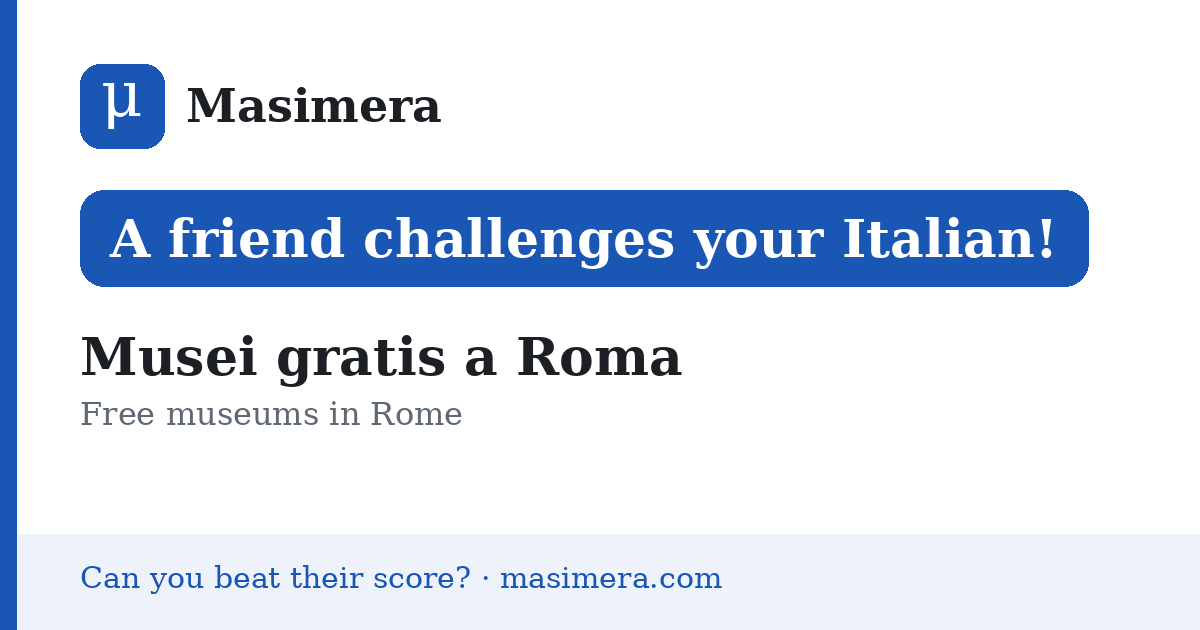 μ Masimera
A friend challenges your Italian!
Musei gratis a Roma
Free museums in Rome
Can you beat their score? · masimera.com